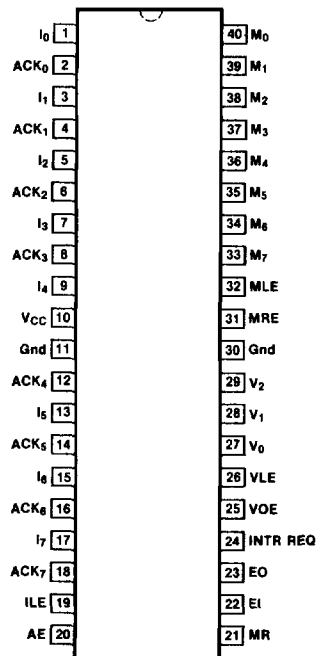 I₀ 1 40 M₀
ACK₀ 2 39 M₁
I₁ 3 38 M₂
ACK₁ 4 37 M₃
I₂ 5 36 M₄
ACK₂ 6 35 M₅
I₃ 7 34 M₆
ACK₃ 8 33 M₇
I₄ 9 32 MLE
VCC 10 31 MRE
Gnd 11 30 Gnd
ACK₄ 12 29 V₂
I₅ 13 28 V₁
ACK₅ 14 27 V₀
I₆ 15 26 VLE
ACK₆ 16 25 VOE
I₇ 17 24 INTR REQ
ACK₇ 18 23 EO
ILE 19 22 EI
AE 20 21 MR